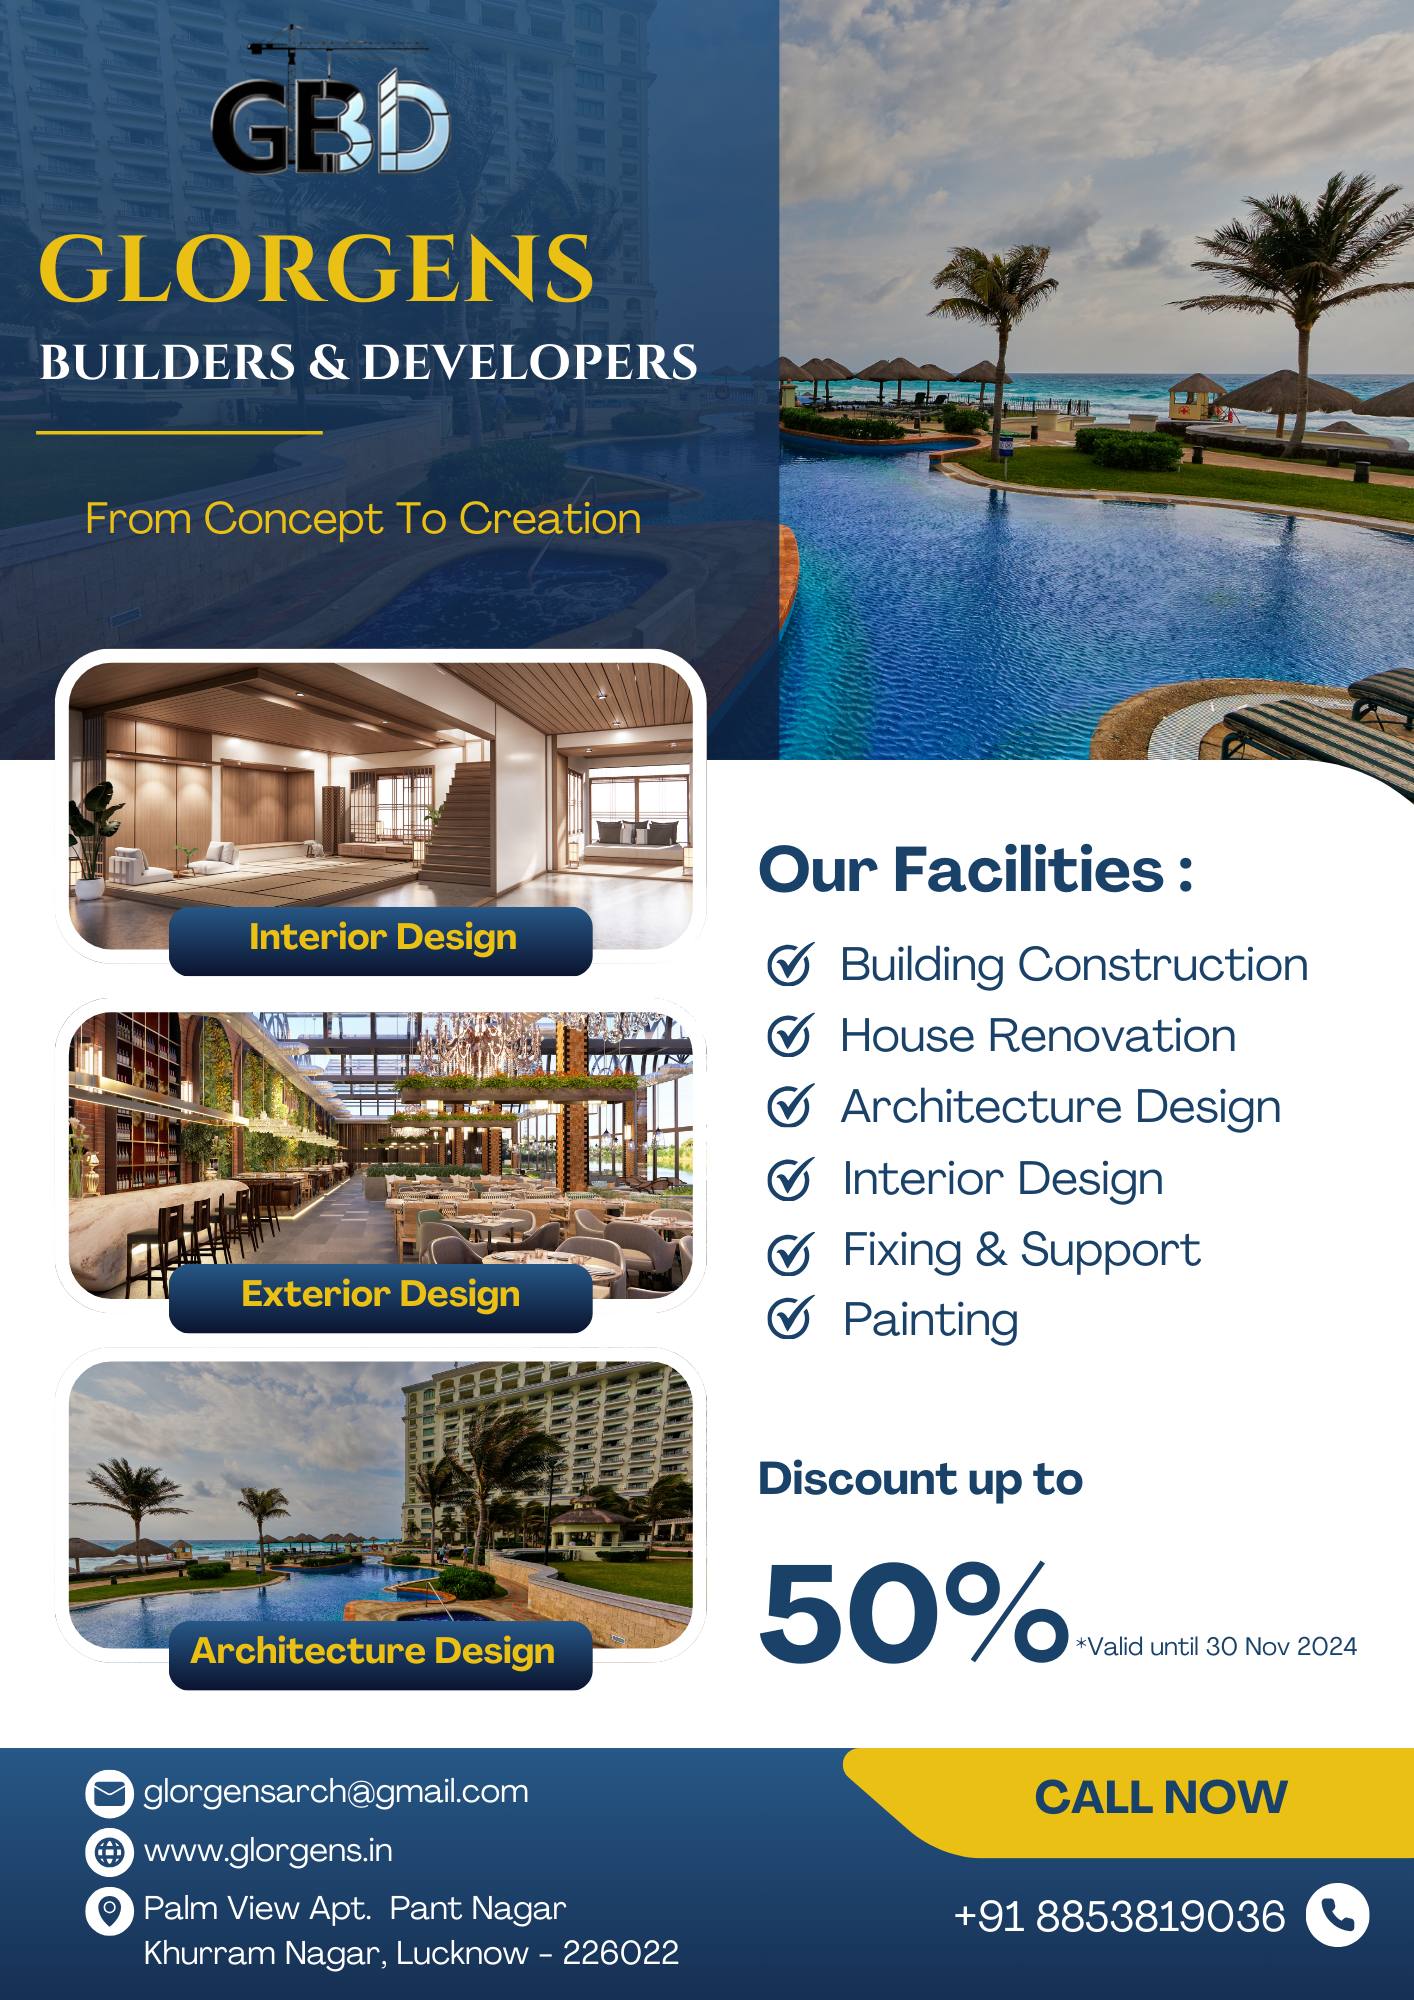 GBD
GLORGENS
BUILDERS & DEVELOPERS
From Concept To Creation
Interior Design
Exterior Design
Architecture Design
Our Facilities :
Building Construction
House Renovation
Architecture Design
Interior Design
Fixing & Support
Painting
Discount up to
50%
*Valid until 30 Nov 2024
glorgensarch@gmail.com
www.glorgens.in
Palm View Apt. Pant Nagar
Khurram Nagar, Lucknow - 226022
CALL NOW
+91 8853819036